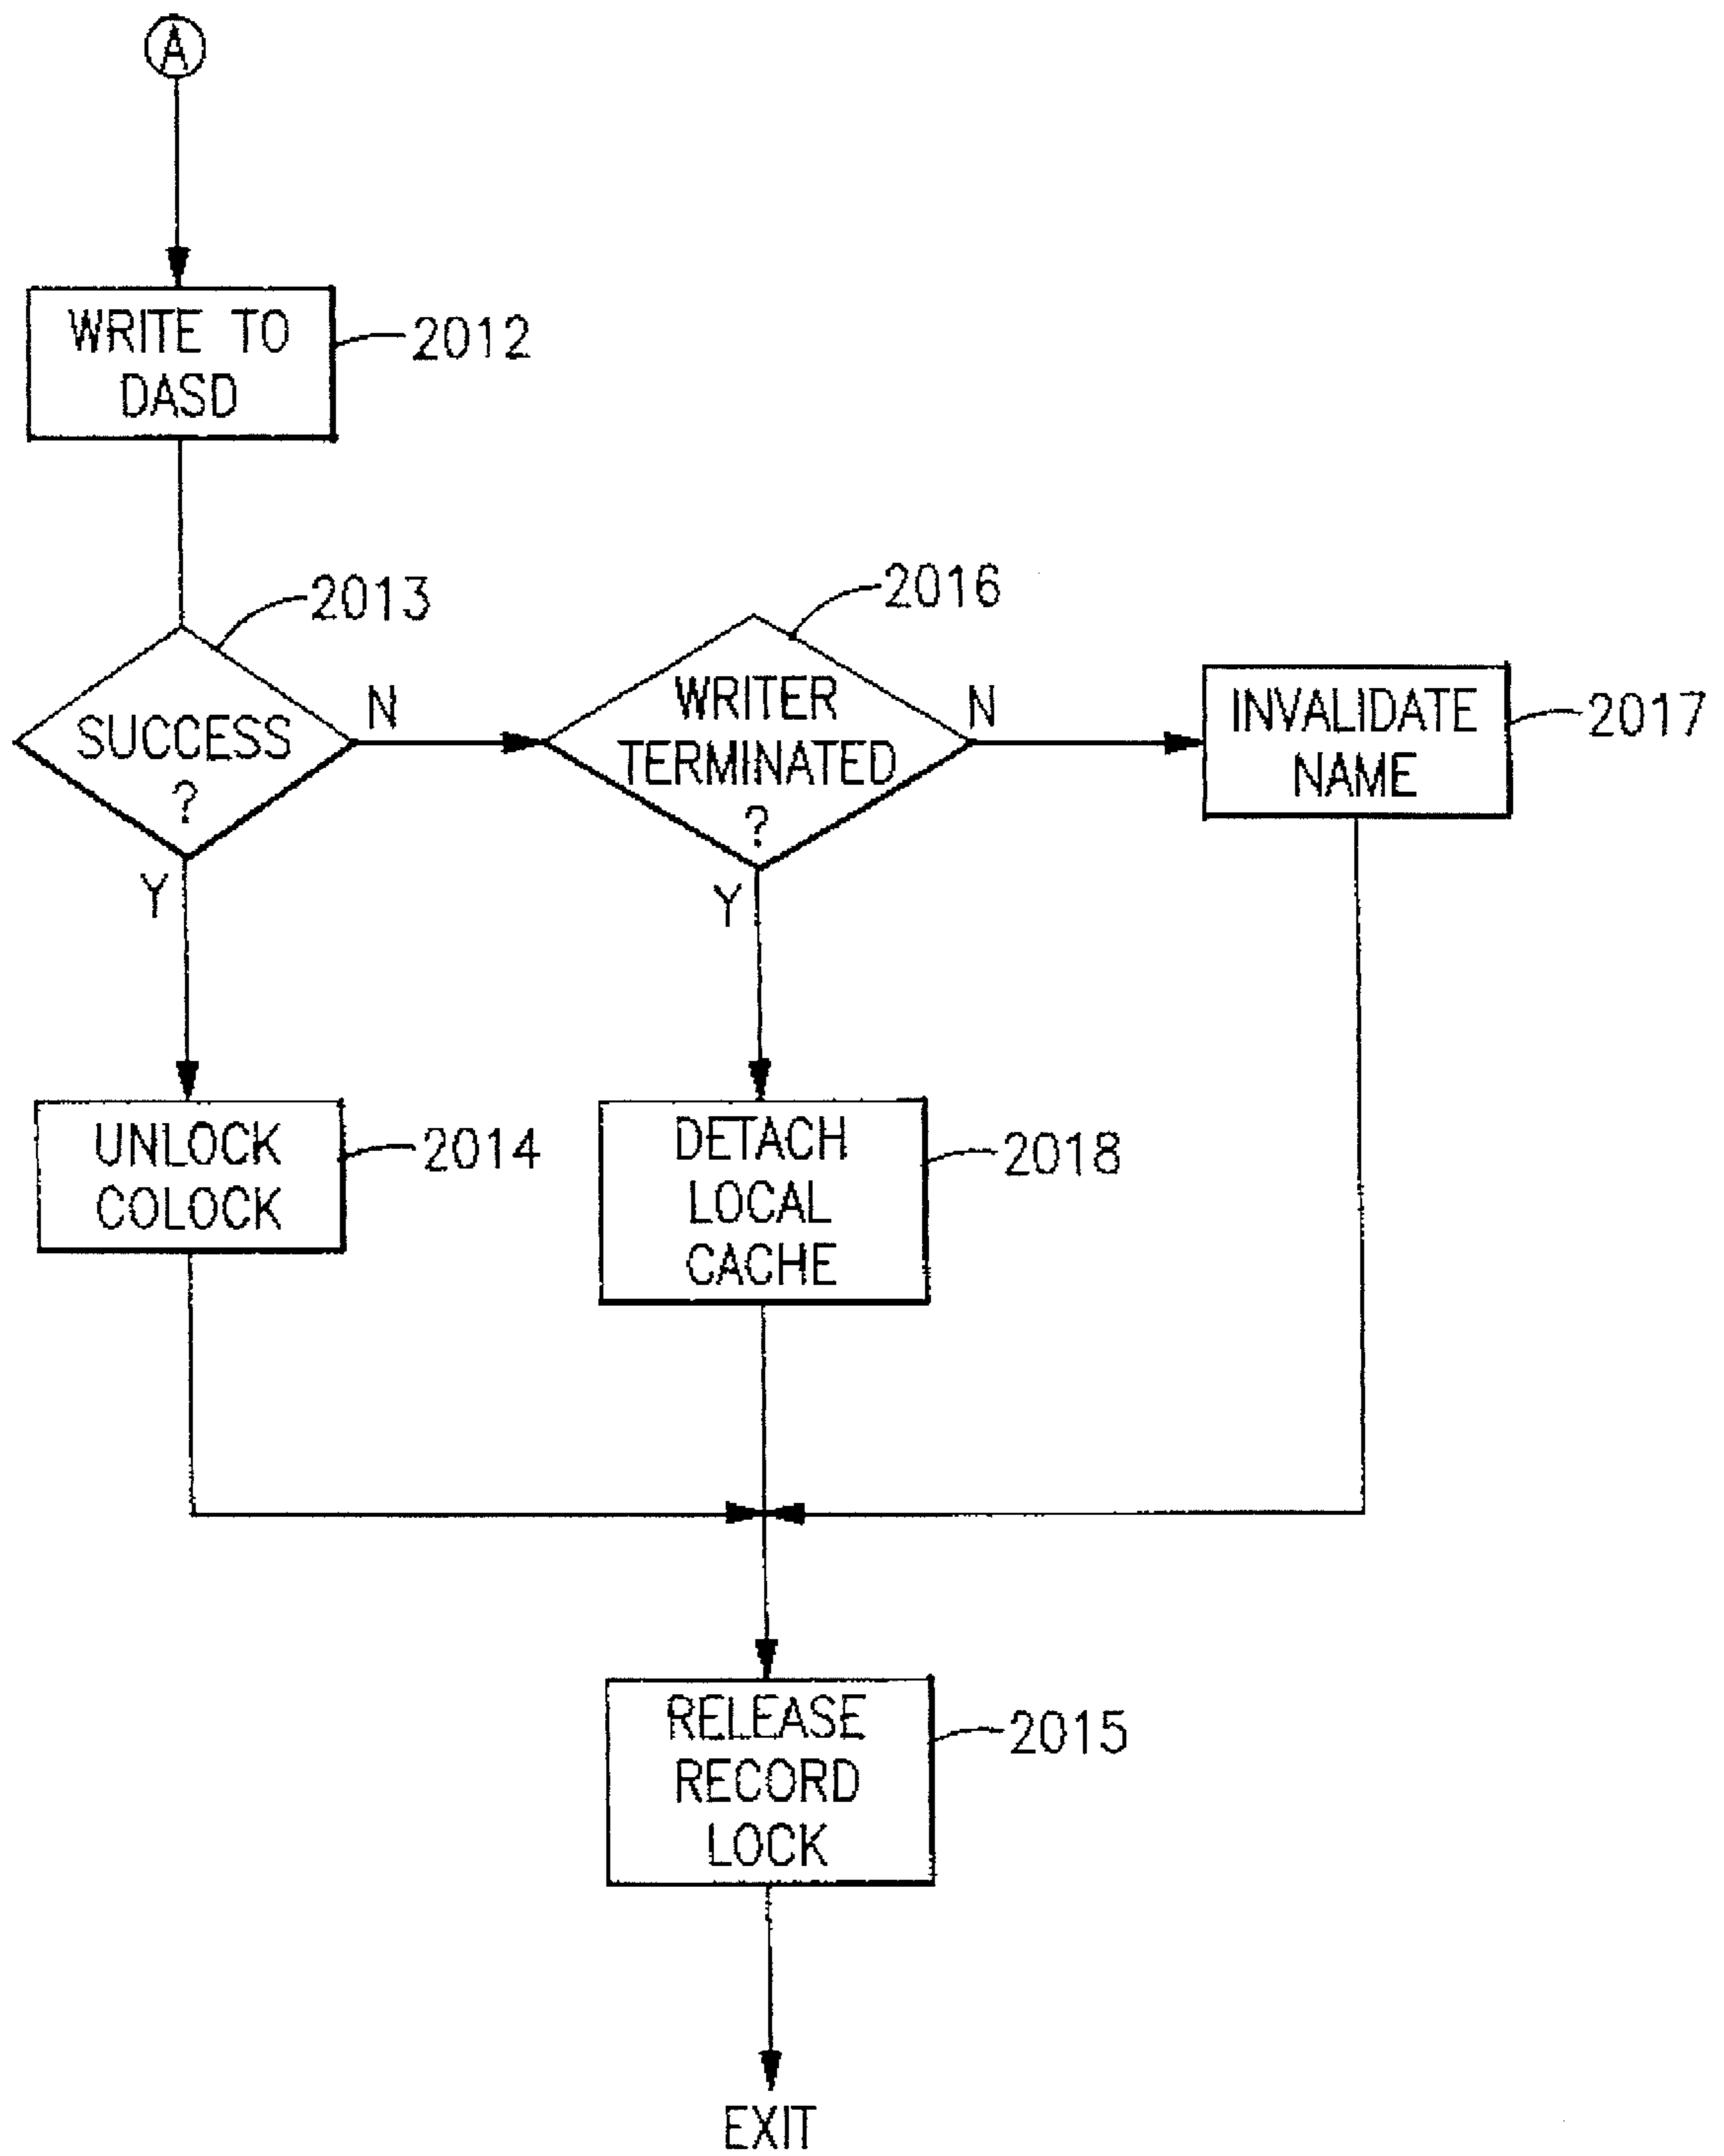 A
WRITE TO
DASD
2012
2013
SUCCESS
?
N
Y
2016
WRITER
TERMINATED
?
N
Y
INVALIDATE
NAME
2017
UNLOCK
COLOCK
2014
DETACH
LOCAL
CACHE
2018
RELEASE
RECORD
LOCK
2015
EXIT